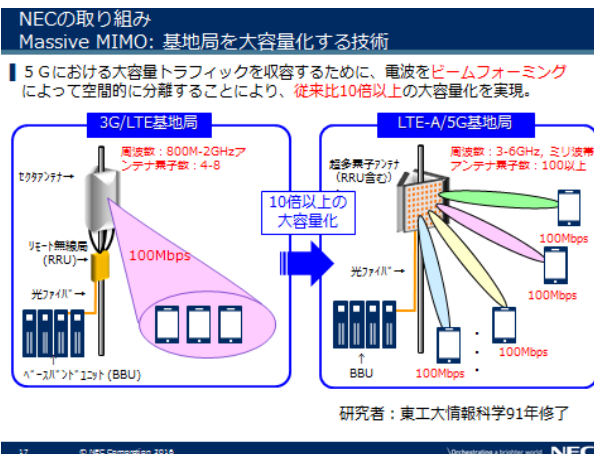 NECの取り組み
Massive MIMO: 基地局を大容量化する技術
５Ｇにおける大容量トラフィックを収容するために、電波をビームフォーミング
によって空間的に分離することにより、従来比10倍以上の大容量化を実現。
3G/LTE基地局
周波数：800M-2GHzア
ンテナ素子数：4-8
ｾｸﾀｱﾝﾃﾅ→
ﾘﾓｰﾄ無線局
(RRU)→
100Mbps
光ﾌｧｲﾊﾞｰ→
ﾍﾞｰｽﾊﾞﾝﾄﾞﾕﾆｯﾄ(BBU)
10倍以上の
大容量化
LTE-A/5G基地局
周波数：3-6GHz, ミリ波帯
アンテナ素子数：100以上
超多素子ｱﾝﾃﾅ
（RRU含む）
100Mbps
100Mbps
光ﾌｧｲﾊﾞｰ→
100Mbps
↑
BBU
100Mbps
研究者：東工大情報科学91年修了
17
© NEC Corporation 2016
\Orchestrating a brighter world
NEC